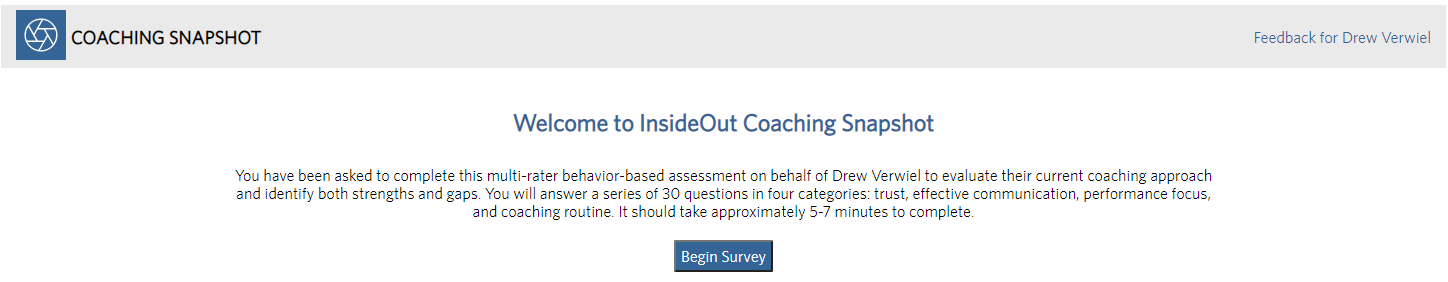 COACHING SNAPSHOT
Feedback for Drew Verwiel
Welcome to InsideOut Coaching Snapshot
You have been asked to complete this multi-rater behavior-based assessment on behalf of Drew Verwiel to evaluate their current coaching approach
and identify both strengths and gaps. You will answer a series of 30 questions in four categories: trust, effective communication, performance focus,
and coaching routine. It should take approximately 5-7 minutes to complete.
Begin Survey